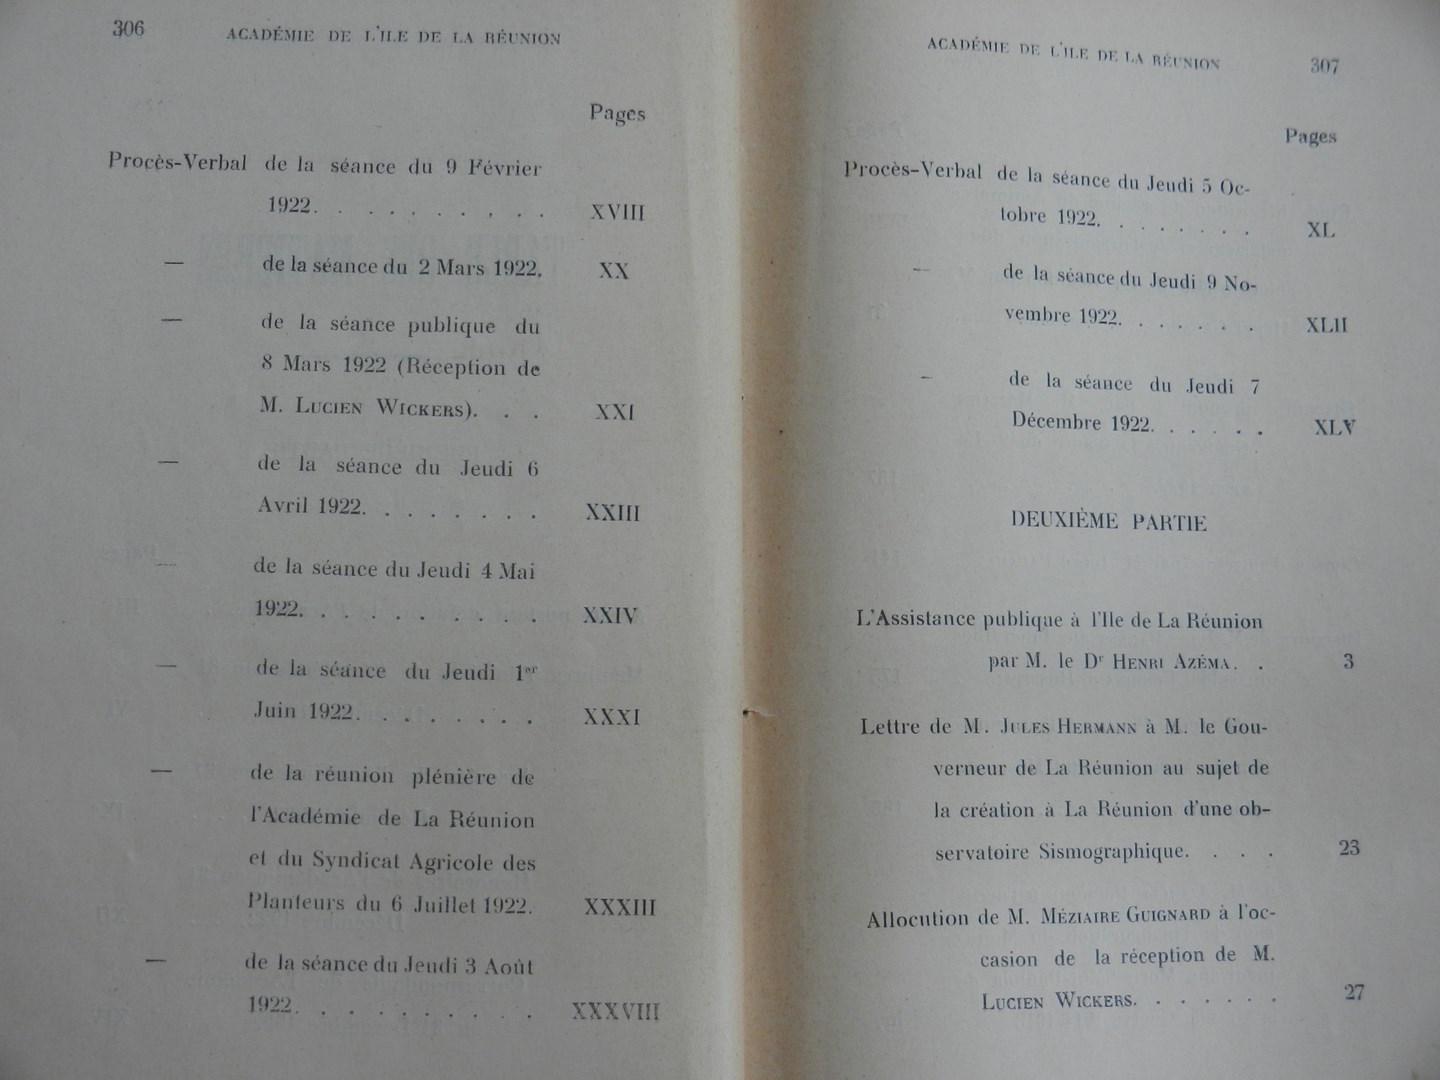 306 ACADÉMIE DE L'ILE DE LA RÉUNION
Pages
Procès-Verbal de la séance du 9 Février
1922. . . . . . . . . . XVIII
— de la séance du 2 Mars 1922. XX
— de la séance publique du
8 Mars 1922 (Réception de
M. LUCIEN WICKERS). . . XXI
— de la séance du Jeudi 6
Avril 1922. . . . . . . . XXIII
— de la séance du Jeudi 4 Mai
1922. . . . . . . . . . XXIV
— de la séance du Jeudi 1er
Juin 1922. . . . . . . . XXXI
— de la réunion plénière de
l'Académie de La Réunion
et du Syndicat Agricole des
Planteurs du 6 Juillet 1922. XXXIII
— de la séance du Jeudi 3 Août
1922. . . . . . . . . . XXXVIII
ACADÉMIE DE L'ILE DE LA RÉUNION 307
Pages
Procès-Verbal de la séance du Jeudi 5 Oc-
tobre 1922. . . . . . . XL
— de la séance du Jeudi 9 No-
vembre 1922. . . . . . . XLII
— de la séance du Jeudi 7
Décembre 1922. . . . . . XLV
DEUXIÈME PARTIE
L'Assistance publique à l'Ile de La Réunion
par M. le Dr HENRI AZÉMA. . 3
Lettre de M. JULES HERMANN à M. le Gou-
verneur de La Réunion au sujet de
la création à La Réunion d'une ob-
servatoire Sismographique. . . . 23
Allocution de M. MÉZIAIRE GUIGNARD à l'oc-
casion de la réception de M.
LUCIEN WICKERS. . . . . . . 27